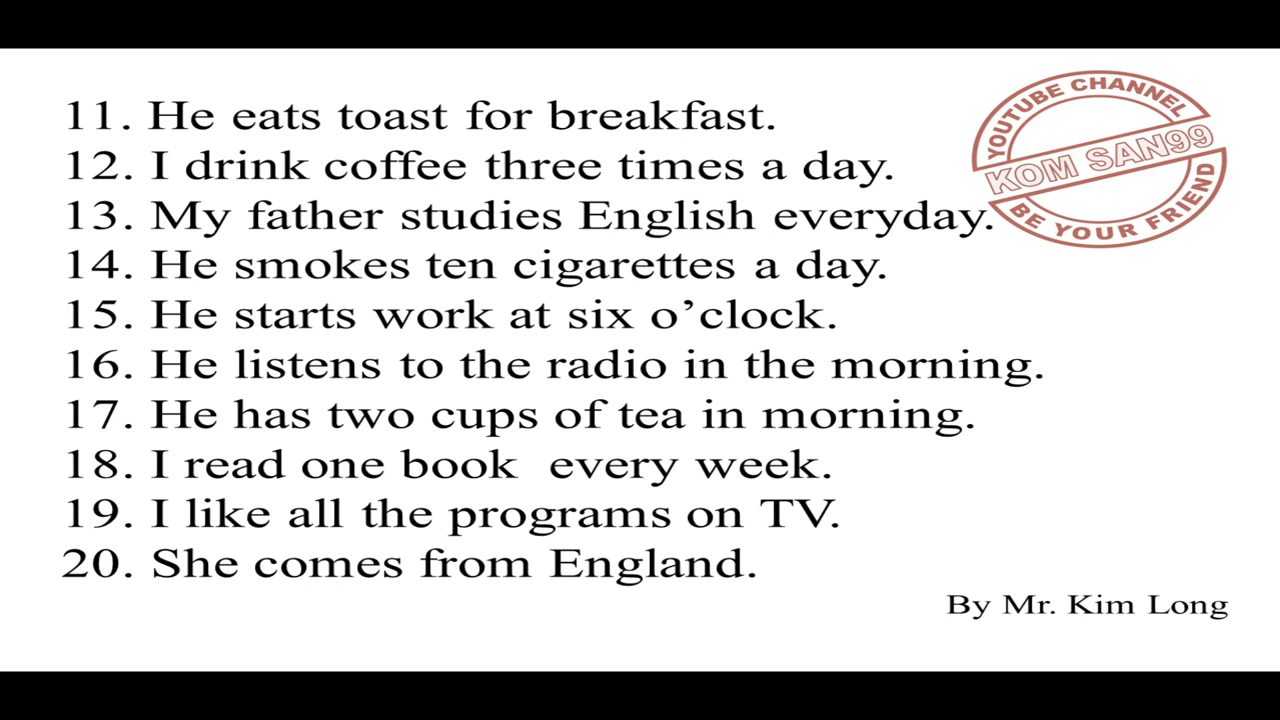 11. He eats toast for breakfast.
12. I drink coffee three times a day.
13. My father studies English everyday.
14. He smokes ten cigarettes a day.
15. He starts work at six o’clock.
16. He listens to the radio in the morning.
17. He has two cups of tea in morning.
18. I read one book  every week.
19. I like all the programs on TV.
20. She comes from England.
By Mr. Kim Long
YOUTUBE CHANNEL
KOM SAN99
BE YOUR FRIEND